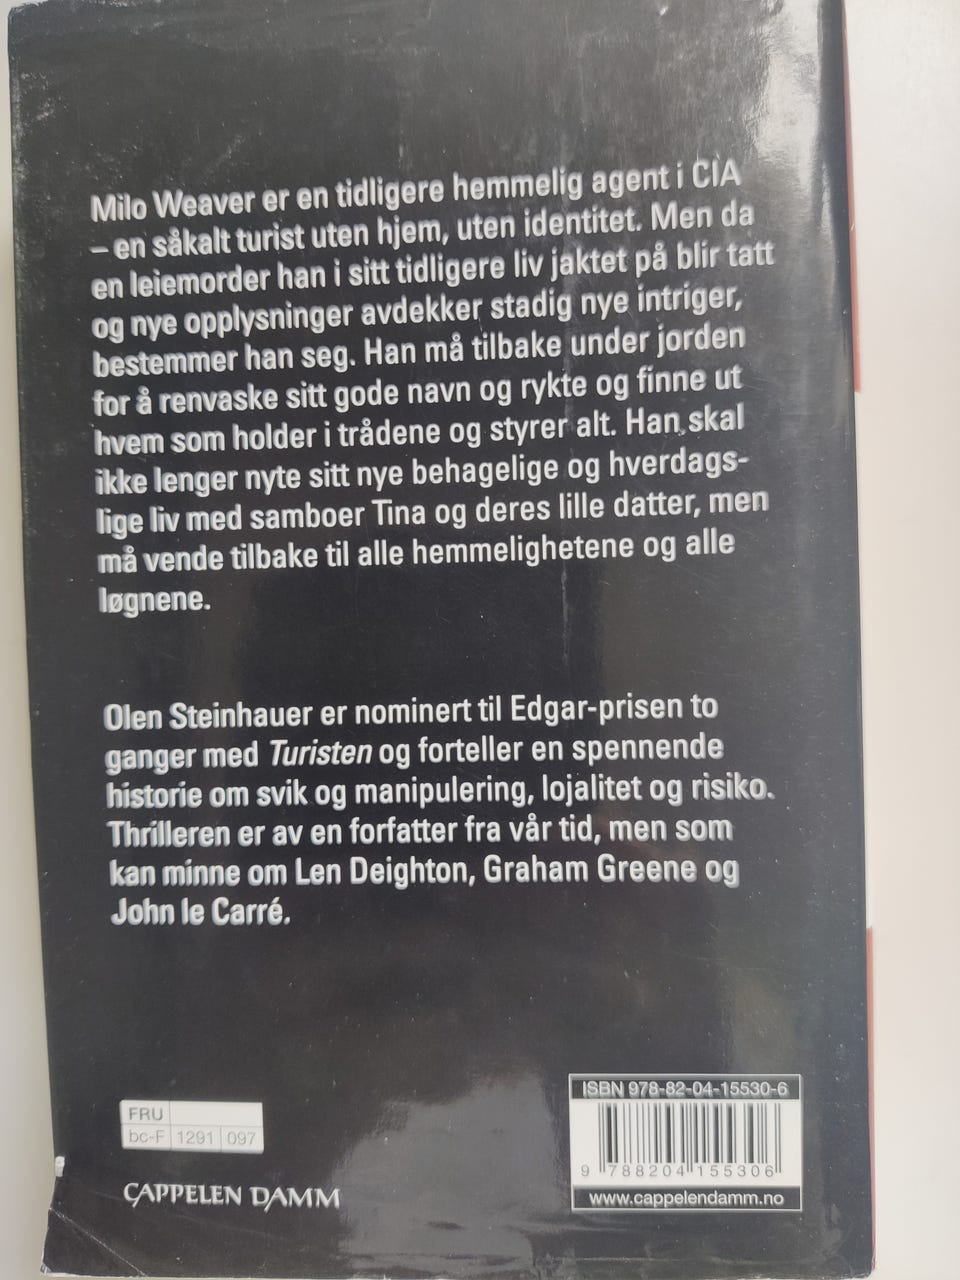 Milo Weaver er en tidligere hemmelig agent i CIA
– en såkalt turist uten hjem, uten identitet. Men da
en leiemorder han i sitt tidligere liv jaktet på blir tatt
og nye opplysninger avdekker stadig nye intriger,
bestemmer han seg. Han må tilbake under jorden
for å renvaske sitt gode navn og rykte og finne ut
hvem som holder i trådene og styrer alt. Han skal
ikke lenger nyte sitt nye behagelige og hverdags-
lige liv med samboer Tina og deres lille datter, men
må vende tilbake til alle hemmelighetene og alle
løgnene.
Olen Steinhauer er nominert til Edgar-prisen to
ganger med Turisten og forteller en spennende
historie om svik og manipulering, lojalitet og risiko.
Thrilleren er av en forfatter fra vår tid, men som
kan minne om Len Deighton, Graham Greene og
John le Carré.
FRU
bc-F 1291 097
CAPPELEN DAMM
ISBN 978-82-04-15530-6
9 788204 155306
www.cappelendamm.no